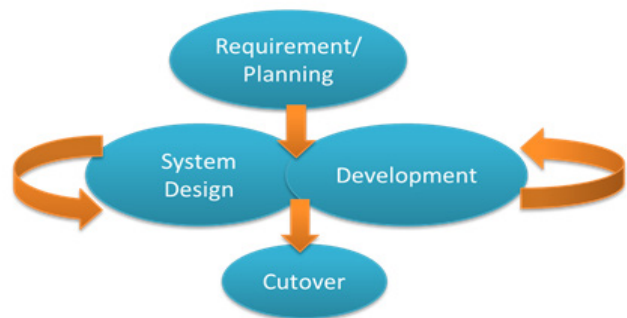 Requirement/
Planning
System
Design
Development
Cutover